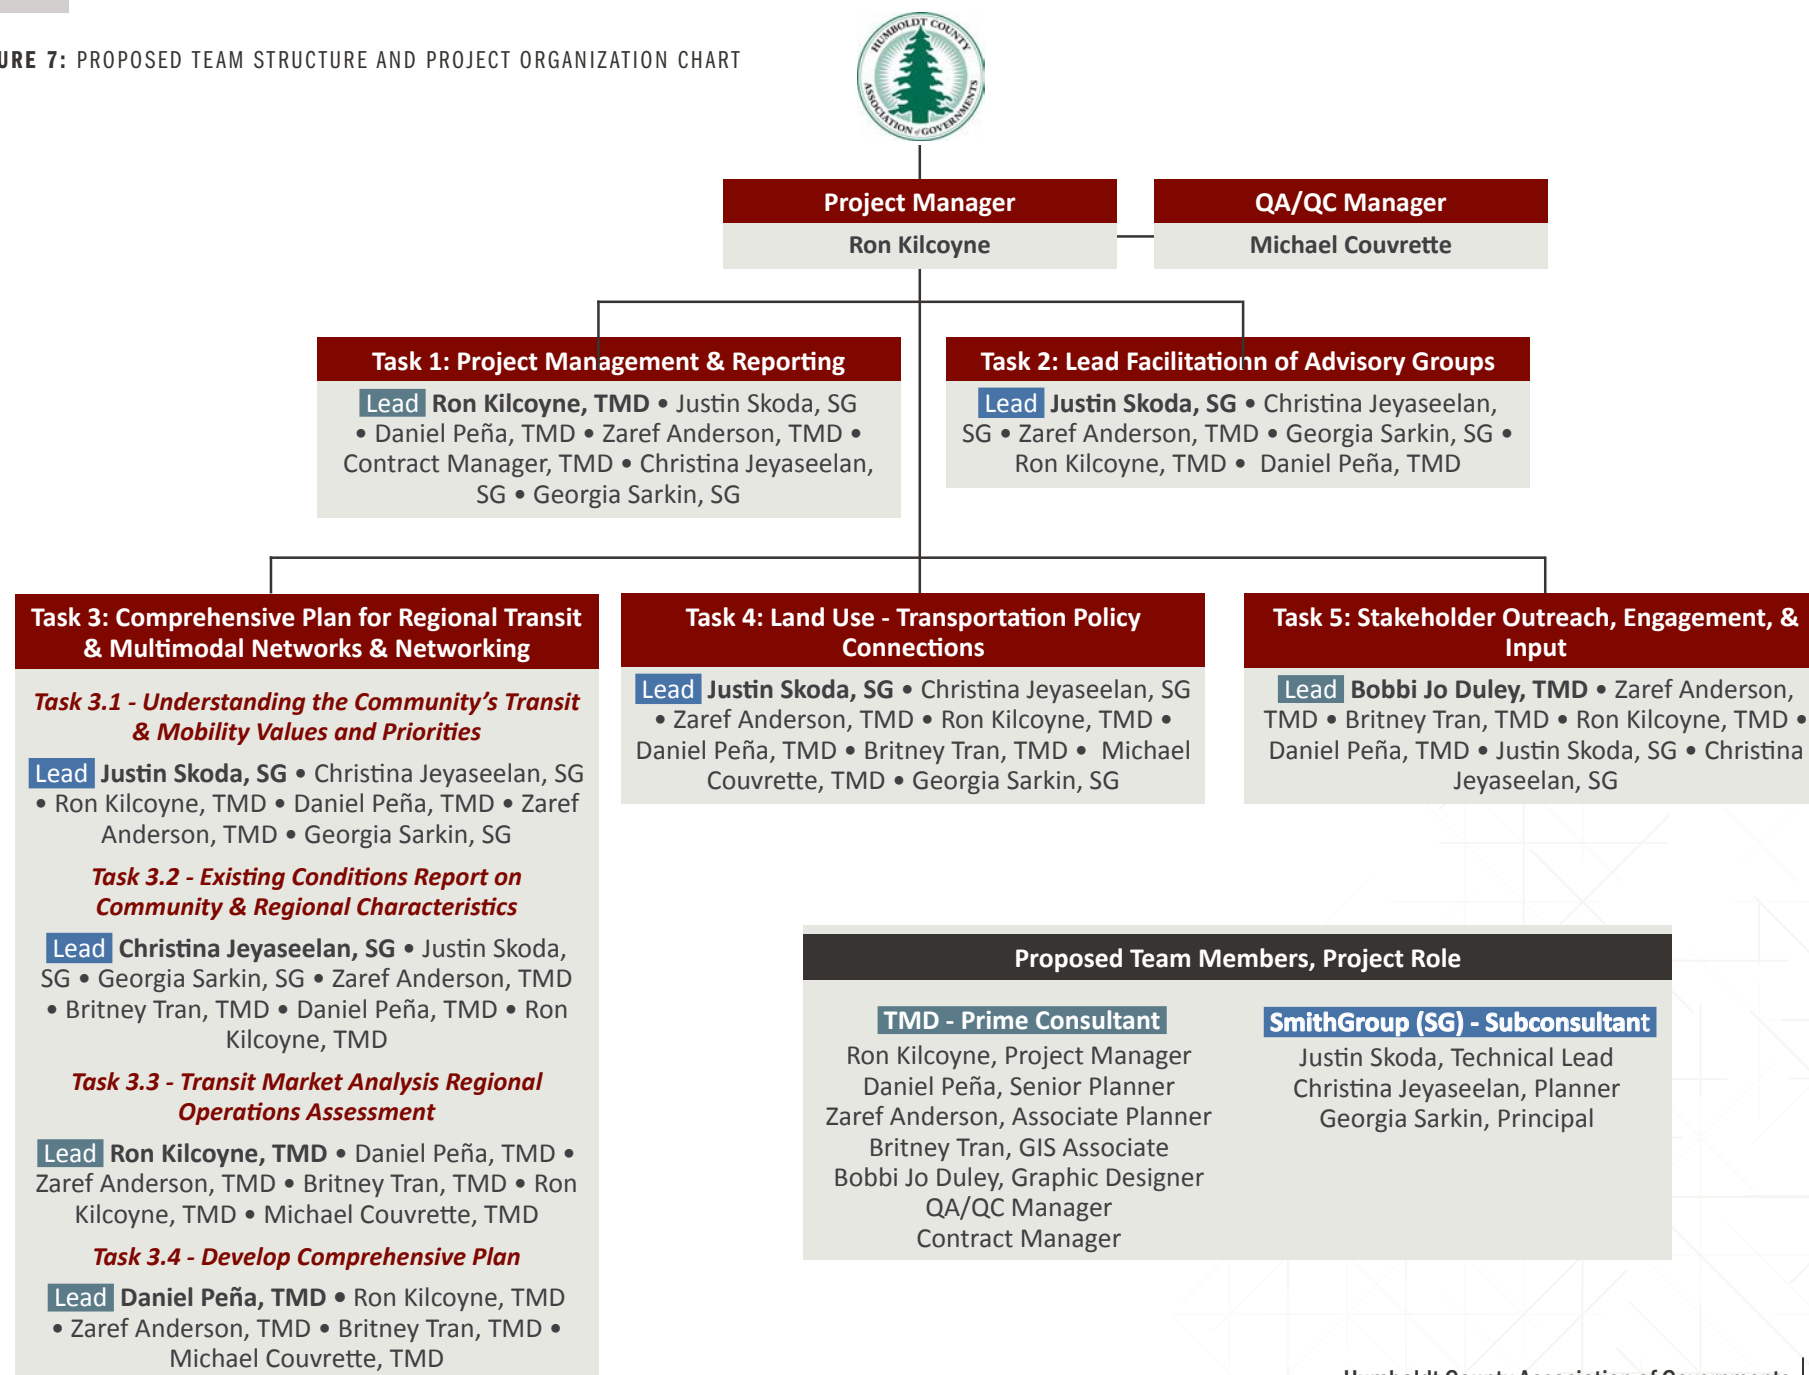 URE 7: PROPOSED TEAM STRUCTURE AND PROJECT ORGANIZATION CHART
HUMBOLDT COUNTY
ASSOCIATION of GOVERNMENTS
Project Manager
Ron Kilcoyne
QA/QC Manager
Michael Couvrette
Task 1: Project Management & Reporting
Lead Ron Kilcoyne, TMD • Justin Skoda, SG
• Daniel Peña, TMD • Zaref Anderson, TMD •
Contract Manager, TMD • Christina Jeyaseelan,
SG • Georgia Sarkin, SG
Task 2: Lead Facilitationn of Advisory Groups
Lead Justin Skoda, SG • Christina Jeyaseelan,
SG • Zaref Anderson, TMD • Georgia Sarkin, SG •
Ron Kilcoyne, TMD • Daniel Peña, TMD
Task 3: Comprehensive Plan for Regional Transit
& Multimodal Networks & Networking
Task 3.1 - Understanding the Community's Transit
& Mobility Values and Priorities
Lead Justin Skoda, SG • Christina Jeyaseelan, SG
• Ron Kilcoyne, TMD • Daniel Peña, TMD • Zaref
Anderson, TMD • Georgia Sarkin, SG
Task 3.2 - Existing Conditions Report on
Community & Regional Characteristics
Lead Christina Jeyaseelan, SG • Justin Skoda,
SG • Georgia Sarkin, SG • Zaref Anderson, TMD
• Britney Tran, TMD • Daniel Peña, TMD • Ron
Kilcoyne, TMD
Task 3.3 - Transit Market Analysis Regional
Operations Assessment
Lead Ron Kilcoyne, TMD • Daniel Peña, TMD •
Zaref Anderson, TMD • Britney Tran, TMD • Ron
Kilcoyne, TMD • Michael Couvrette, TMD
Task 3.4 - Develop Comprehensive Plan
Lead Daniel Peña, TMD • Ron Kilcoyne, TMD
• Zaref Anderson, TMD • Britney Tran, TMD •
Michael Couvrette, TMD
Task 4: Land Use - Transportation Policy
Connections
Lead Justin Skoda, SG • Christina Jeyaseelan, SG
• Zaref Anderson, TMD • Ron Kilcoyne, TMD •
Daniel Peña, TMD • Britney Tran, TMD • Michael
Couvrette, TMD • Georgia Sarkin, SG
Task 5: Stakeholder Outreach, Engagement, &
Input
Lead Bobbi Jo Duley, TMD • Zaref Anderson,
TMD • Britney Tran, TMD • Ron Kilcoyne, TMD •
Daniel Peña, TMD • Justin Skoda, SG • Christina
Jeyaseelan, SG
Proposed Team Members, Project Role
TMD - Prime Consultant
Ron Kilcoyne, Project Manager
Daniel Peña, Senior Planner
Zaref Anderson, Associate Planner
Britney Tran, GIS Associate
Bobbi Jo Duley, Graphic Designer
QA/QC Manager
Contract Manager
SmithGroup (SG) - Subconsultant
Justin Skoda, Technical Lead
Christina Jeyaseelan, Planner
Georgia Sarkin, Principal
Humboldt County Association of Governments